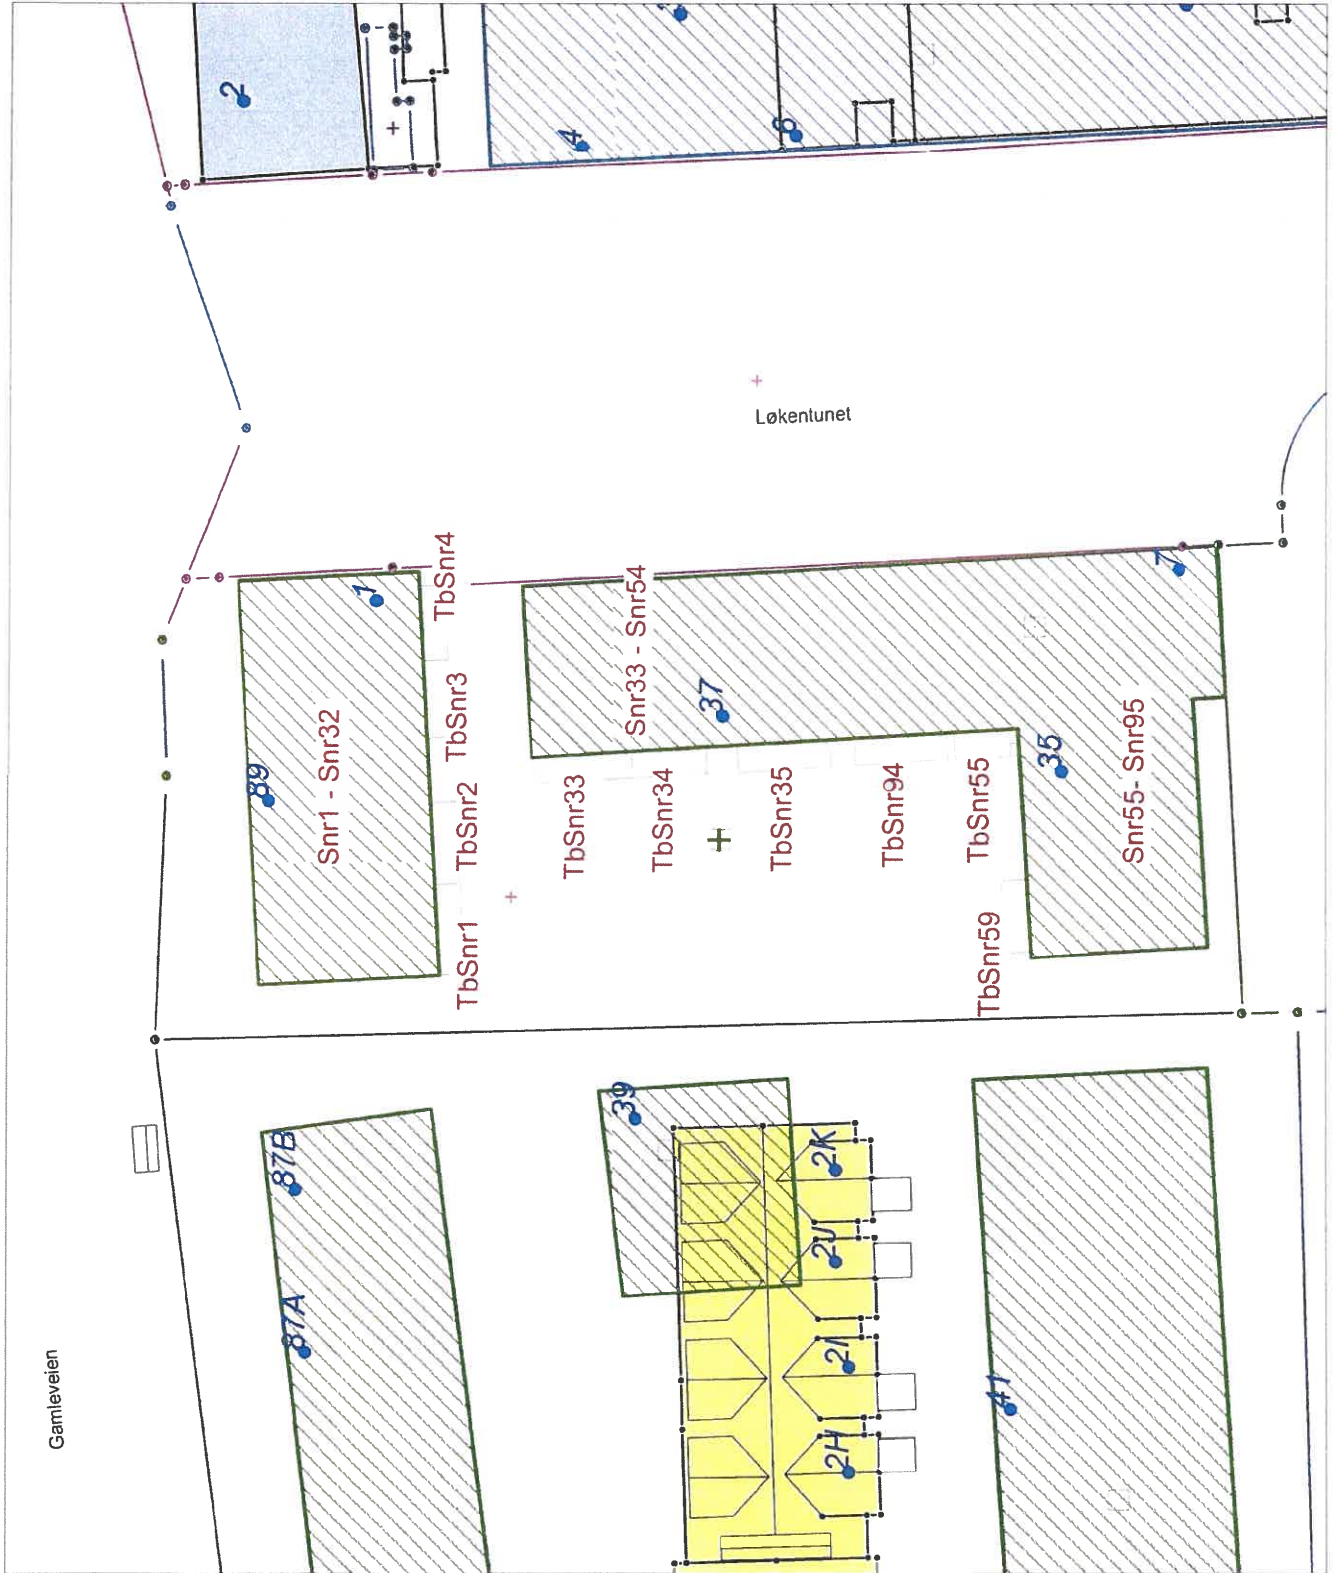 2
4
6
Løkentunet
TbSnr4
1
7
Snr33 - Snr54
37
TbSnr3
Snr1 - Snr32
89
TbSnr2
TbSnr33
TbSnr34
TbSnr35
TbSnr94
TbSnr55
35
Snr55- Snr95
TbSnr1
TbSnr59
39
87B
2K
2J
87A
2I
41
2H
Gamleveien